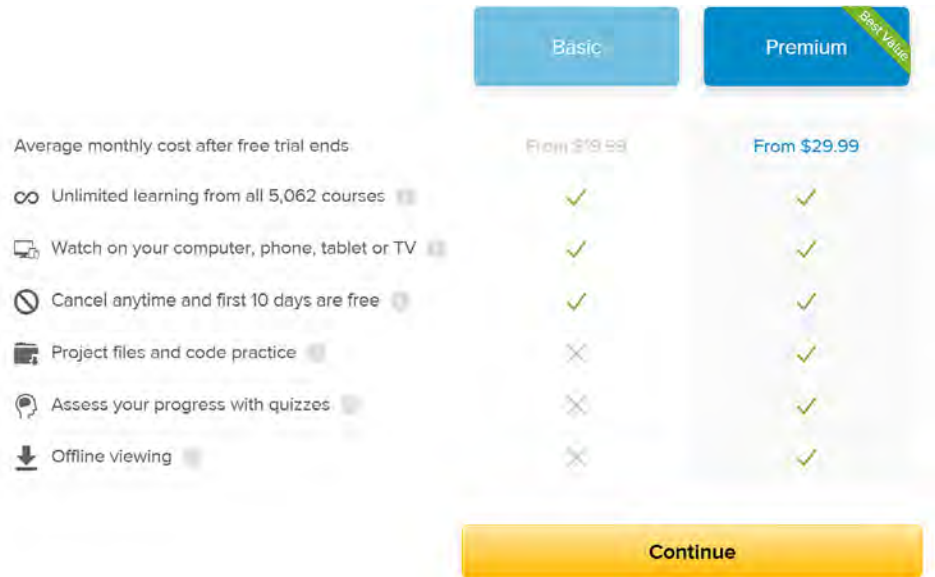 Basic
Premium
Best Value
Average monthly cost after free trial ends
From $19.99
From $29.99
Unlimited learning from all 5,062 courses
Watch on your computer, phone, tablet or TV
Cancel anytime and first 10 days are free
Project files and code practice
Assess your progress with quizzes
Offline viewing
Continue